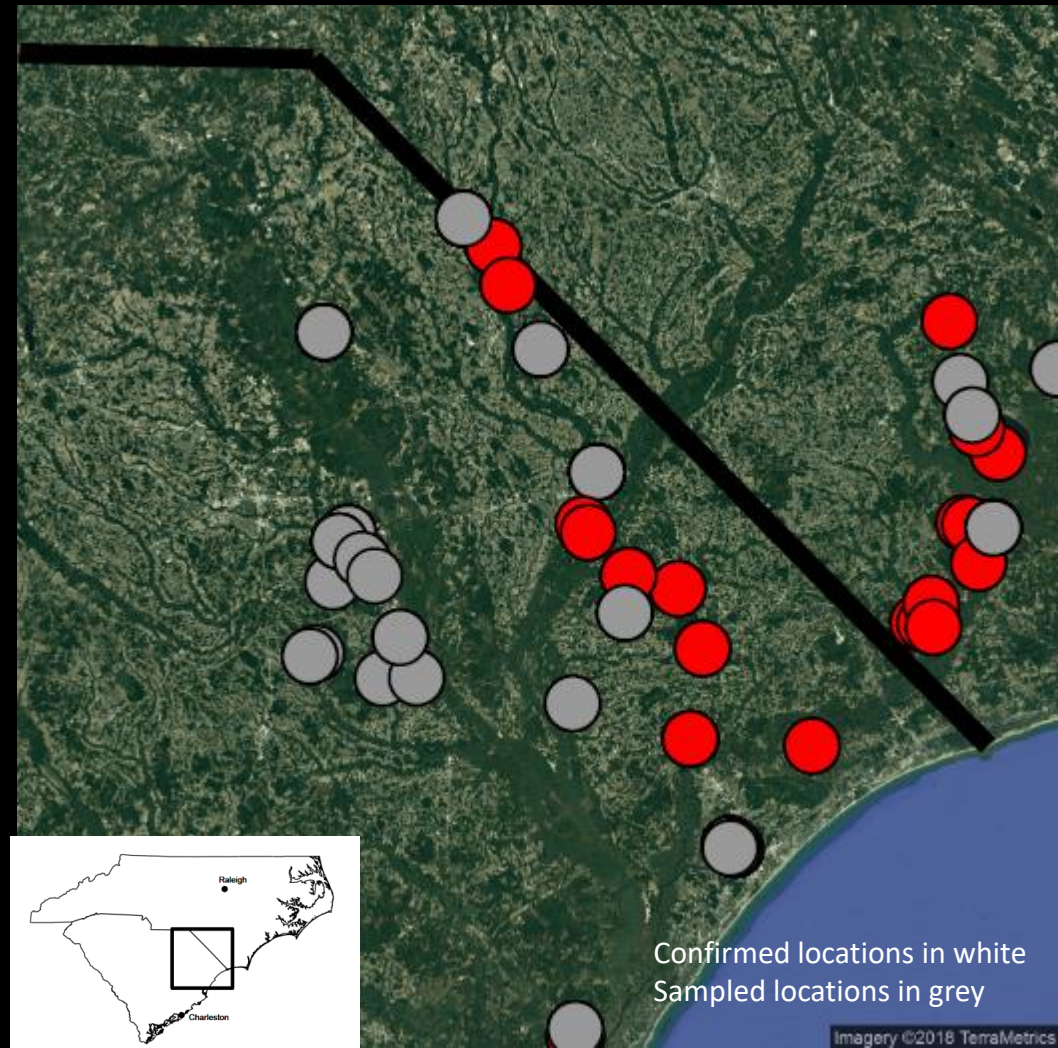 Raleigh
Charleston
Confirmed locations in white
Sampled locations in grey
Imagery ©2018 TerraMetrics